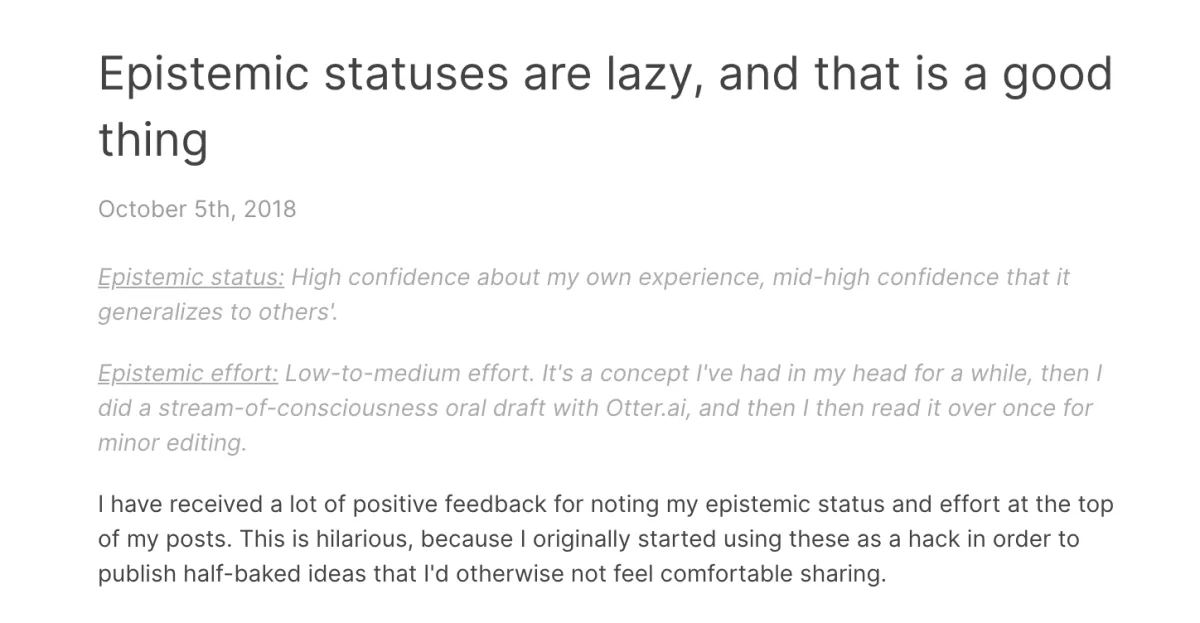 Epistemic statuses are lazy, and that is a good
thing
October 5th, 2018
Epistemic status: High confidence about my own experience, mid-high confidence that it
generalizes to others'.
Epistemic effort: Low-to-medium effort. It's a concept I've had in my head for a while, then I
did a stream-of-consciousness oral draft with Otter.ai, and then I then read it over once for
minor editing.
I have received a lot of positive feedback for noting my epistemic status and effort at the top
of my posts. This is hilarious, because I originally started using these as a hack in order to
publish half-baked ideas that I'd otherwise not feel comfortable sharing.